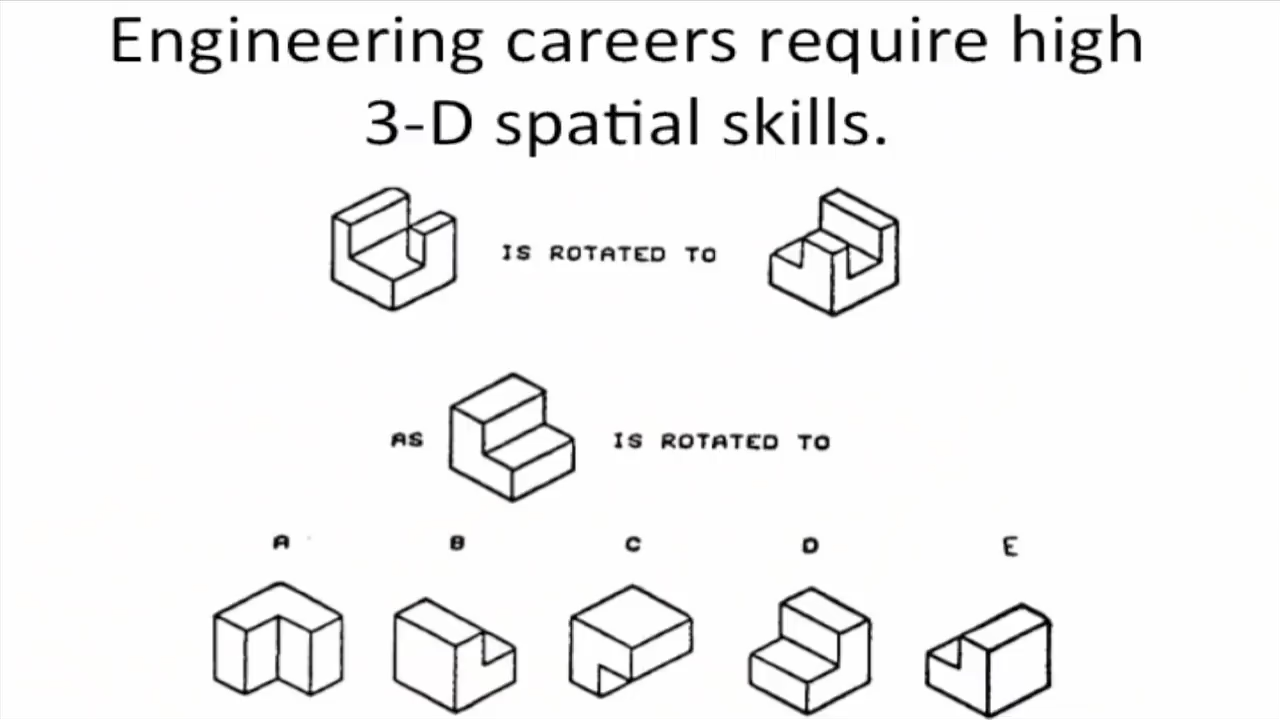 Engineering careers require high
3-D spatial skills.
IS ROTATED TO
AS IS ROTATED TO
A B C D E